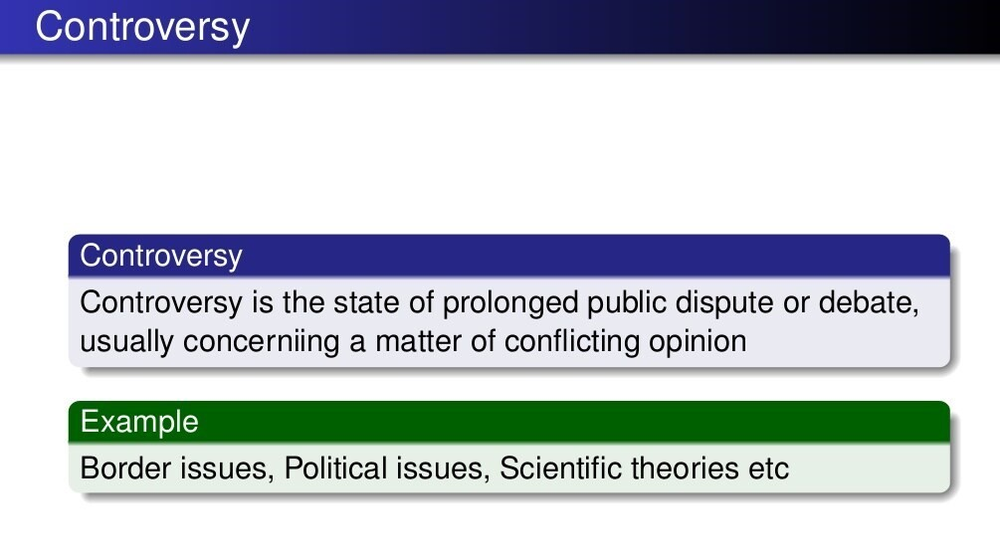 Controversy
Controversy
Controversy is the state of prolonged public dispute or debate,
usually concerniing a matter of conflicting opinion
Example
Border issues, Political issues, Scientific theories etc